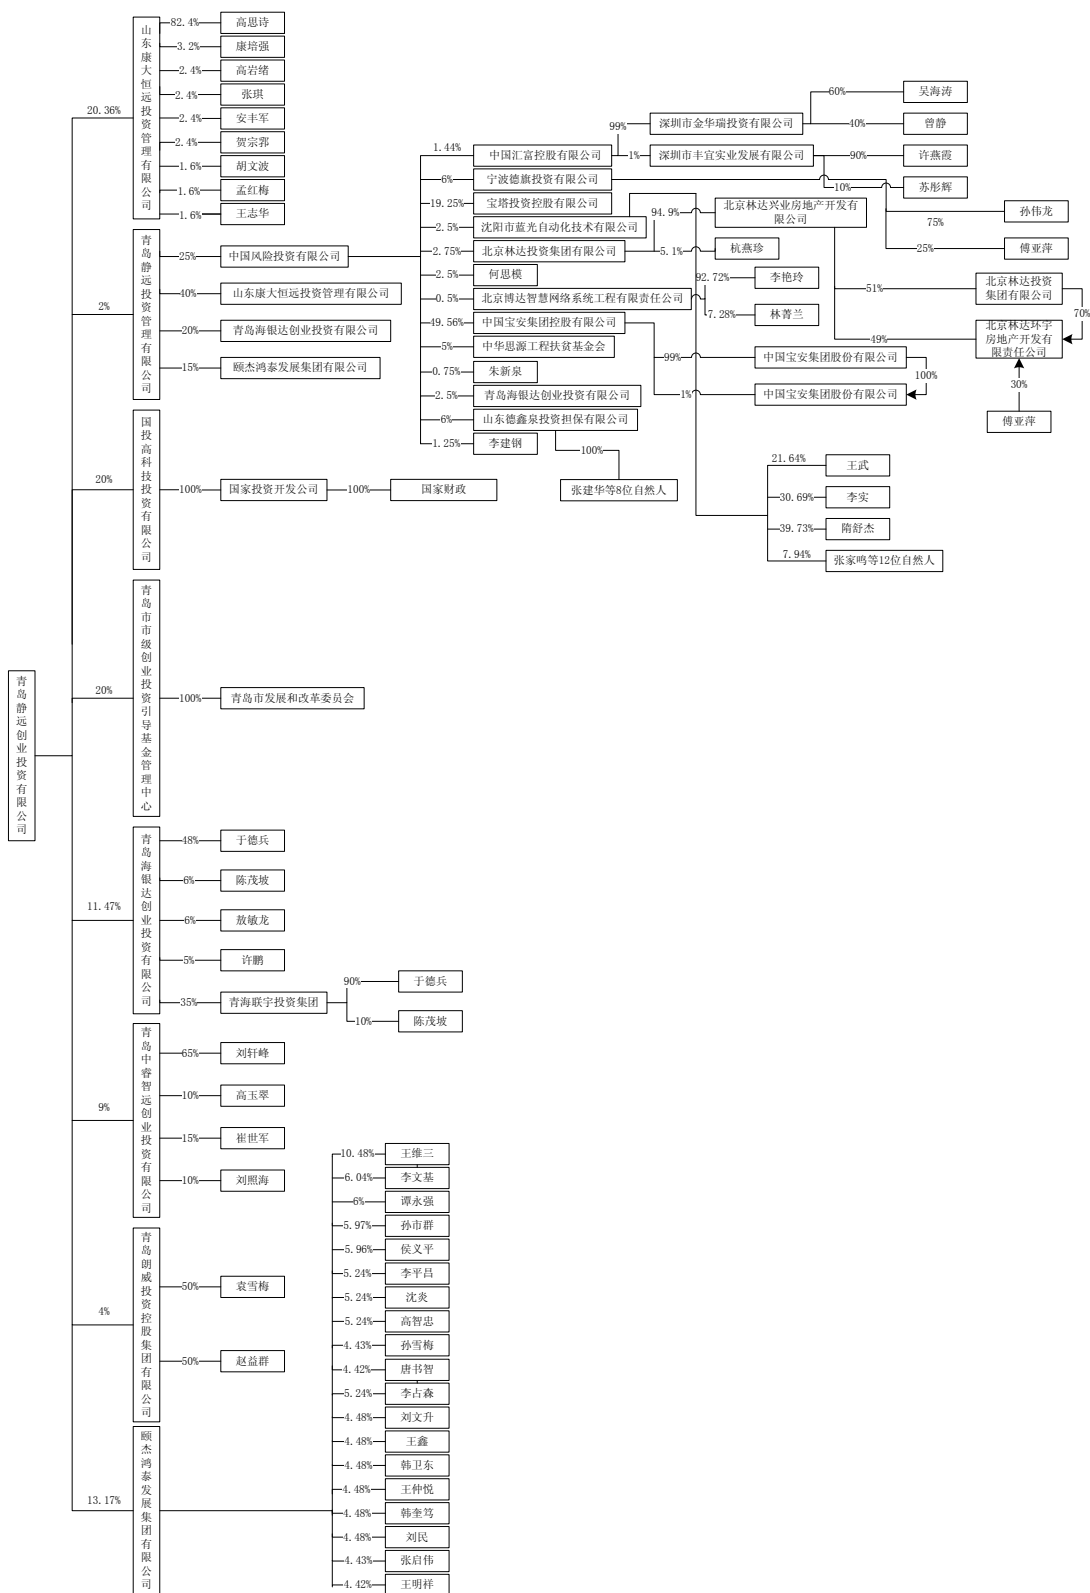 青岛静远创业投资有限公司
20.36%
山东康大恒远投资管理有限公司
82.4%
高思诗
3.2%
康培强
2.4%
高岩绪
2.4%
张琪
2.4%
安丰军
2.4%
贺宗郭
1.6%
胡文波
1.6%
孟红梅
1.6%
王志华
2%
青岛静远投资管理有限公司
25%
中国风险投资有限公司
40%
山东康大恒远投资管理有限公司
20%
青岛海银达创业投资有限公司
15%
颐杰鸿泰发展集团有限公司
1.44%
中国汇富控股有限公司
99%
深圳市金华瑞投资有限公司
60%
吴海涛
40%
曾静
1%
深圳市丰宜实业发展有限公司
90%
许燕霞
10%
苏彤辉
6%
宁波德旗投资有限公司
75%
孙伟龙
25%
傅亚萍
19.25%
宝塔投资控股有限公司
2.5%
沈阳市蓝光自动化技术有限公司
21.64%
王武
30.69%
李实
39.73%
隋舒杰
7.94%
张家鸣等12位自然人
2.75%
北京林达投资集团有限公司
94.9%
北京林达兴业房地产开发有
限公司
5.1%
杭燕珍
51%
北京林达投资
集团有限公司
49%
北京林达环宇
房地产开发有
限责任公司
70%
30%
傅亚萍
2.5%
何思模
0.5%
北京博达智慧网络系统工程有限责任公司
92.72%
李艳玲
7.28%
林菁兰
49.56%
中国宝安集团控股有限公司
99%
中国宝安集团股份有限公司
1%
中国宝安集团股份有限公司
100%
5%
中华思源工程扶贫基金会
0.75%
朱新泉
2.5%
青岛海银达创业投资有限公司
6%
山东德鑫泉投资担保有限公司
100%
张建华等8位自然人
1.25%
李建钢
20%
国投高科技投资有限公司
100%
国家投资开发公司
100%
国家财政
20%
青岛市市级创业投资引导基金管理中心
100%
青岛市发展和改革委员会
11.47%
青岛海银达创业投资有限公司
48%
于德兵
6%
陈茂坡
6%
敖敏龙
5%
许鹏
35%
青海联宇投资集团
90%
于德兵
10%
陈茂坡
9%
青岛中睿智远创业投资有限公司
65%
刘轩峰
10%
高玉翠
15%
崔世军
10%
刘照海
4%
青岛朗威投资控股集团有限公司
50%
袁雪梅
50%
赵益群
13.17%
颐杰鸿泰发展集团有限公司
10.48%
王维三
6.04%
李文基
6%
谭永强
5.97%
孙市群
5.96%
侯义平
5.24%
李平昌
5.24%
沈炎
5.24%
高智忠
4.43%
孙雪梅
4.42%
唐书智
5.24%
李占森
4.48%
刘文升
4.48%
王鑫
4.48%
韩卫东
4.48%
王仲悦
4.48%
韩奎笃
4.48%
刘民
4.43%
张启伟
4.42%
王明祥